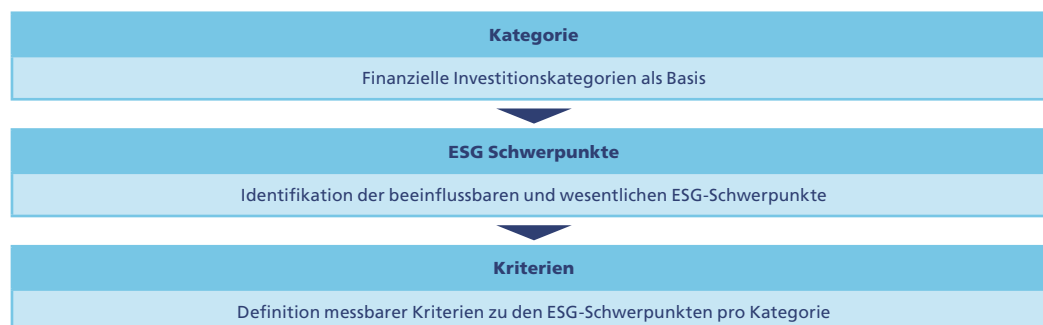 Kategorie
Finanzielle Investitionskategorien als Basis
ESG Schwerpunkte
Identifikation der beeinflussbaren und wesentlichen ESG-Schwerpunkte
Kriterien
Definition messbarer Kriterien zu den ESG-Schwerpunkten pro Kategorie